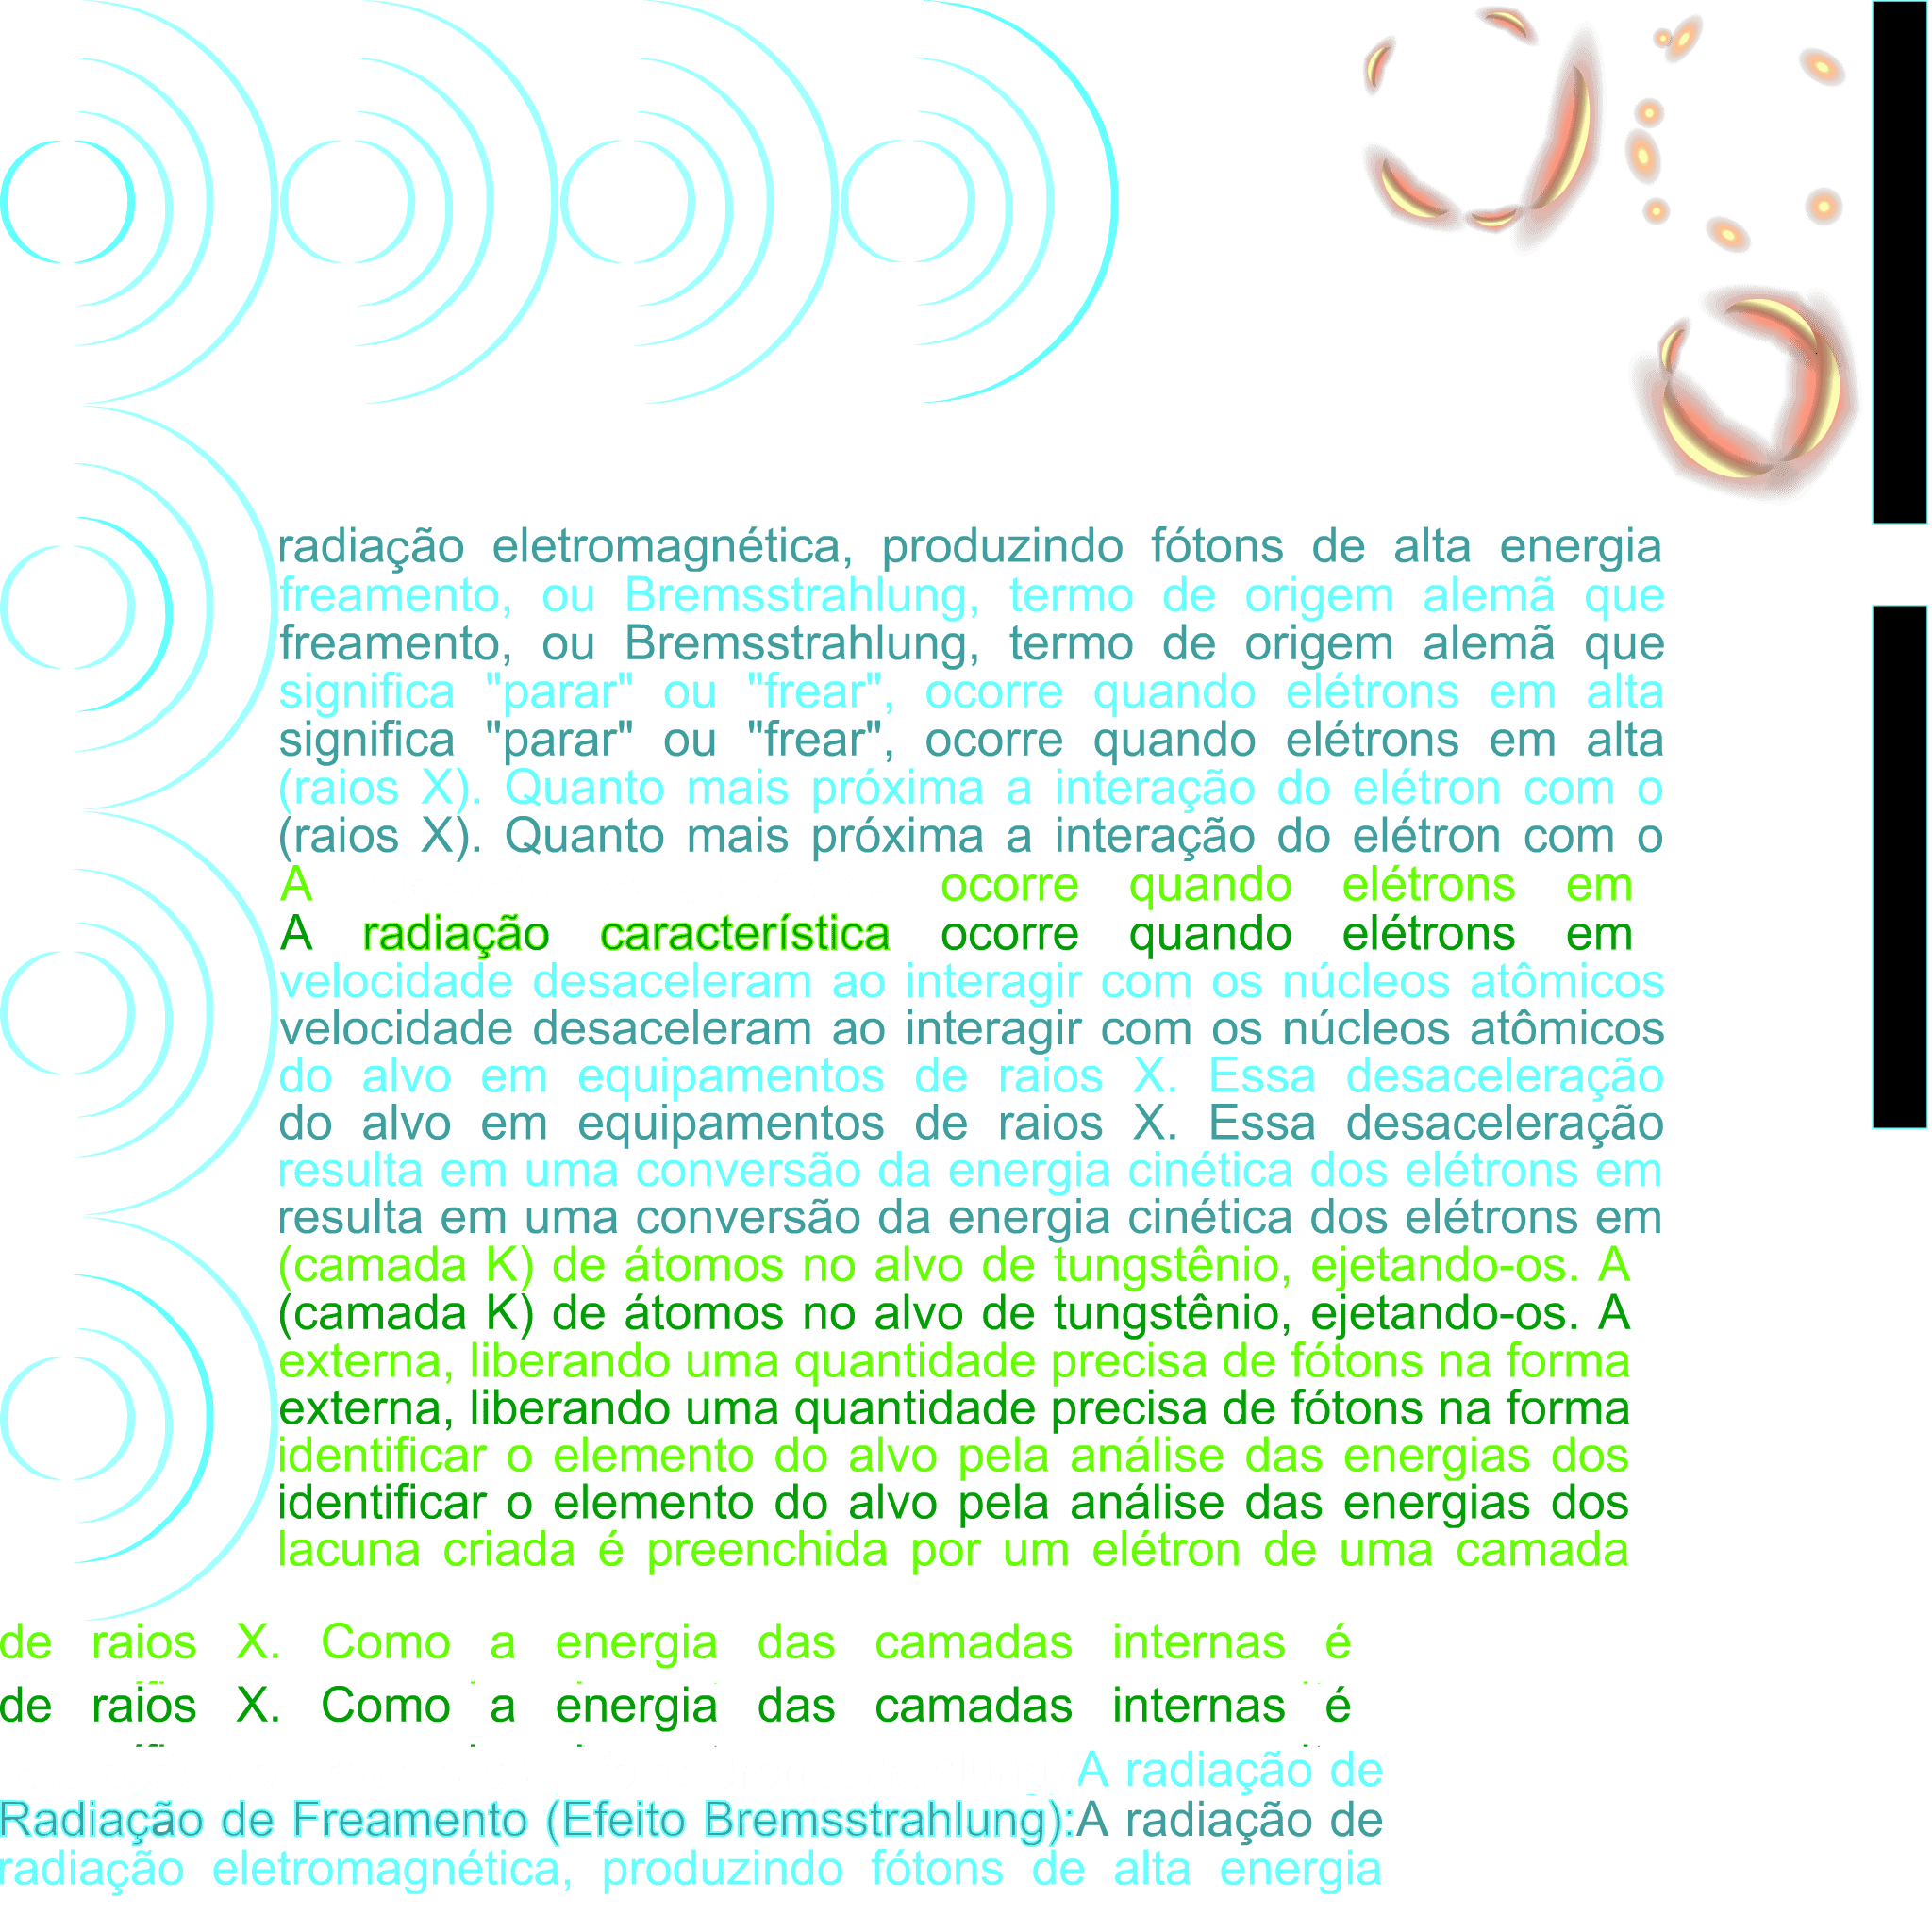 radiação eletromagnética, produzindo fótons de alta energia
freamento, ou Bremsstrahlung, termo de origem alemã que
freamento, ou Bremsstrahlung, termo de origem alemã que
significa "parar" ou "frear", ocorre quando elétrons em alta
significa "parar" ou "frear", ocorre quando elétrons em alta
(raios X). Quanto mais próxima a interação do elétron com o
(raios X). Quanto mais próxima a interação do elétron com o
A ocorre quando elétrons em
A radiação característica ocorre quando elétrons em
velocidade desaceleram ao interagir com os núcleos atômicos
velocidade desaceleram ao interagir com os núcleos atômicos
do alvo em equipamentos de raios X. Essa desaceleração
do alvo em equipamentos de raios X. Essa desaceleração
resulta em uma conversão da energia cinética dos elétrons em
resulta em uma conversão da energia cinética dos elétrons em
(camada K) de átomos no alvo de tungstênio, ejetando-os. A
(camada K) de átomos no alvo de tungstênio, ejetando-os. A
externa, liberando uma quantidade precisa de fótons na forma
externa, liberando uma quantidade precisa de fótons na forma
identificar o elemento do alvo pela análise das energias dos
identificar o elemento do alvo pela análise das energias dos
lacuna criada é preenchida por um elétron de uma camada
de raios X. Como a energia das camadas internas é
de raios X. Como a energia das camadas internas é
A radiação de
Radiação de Freamento (Efeito Bremsstrahlung):A radiação de
radiação eletromagnética, produzindo fótons de alta energia